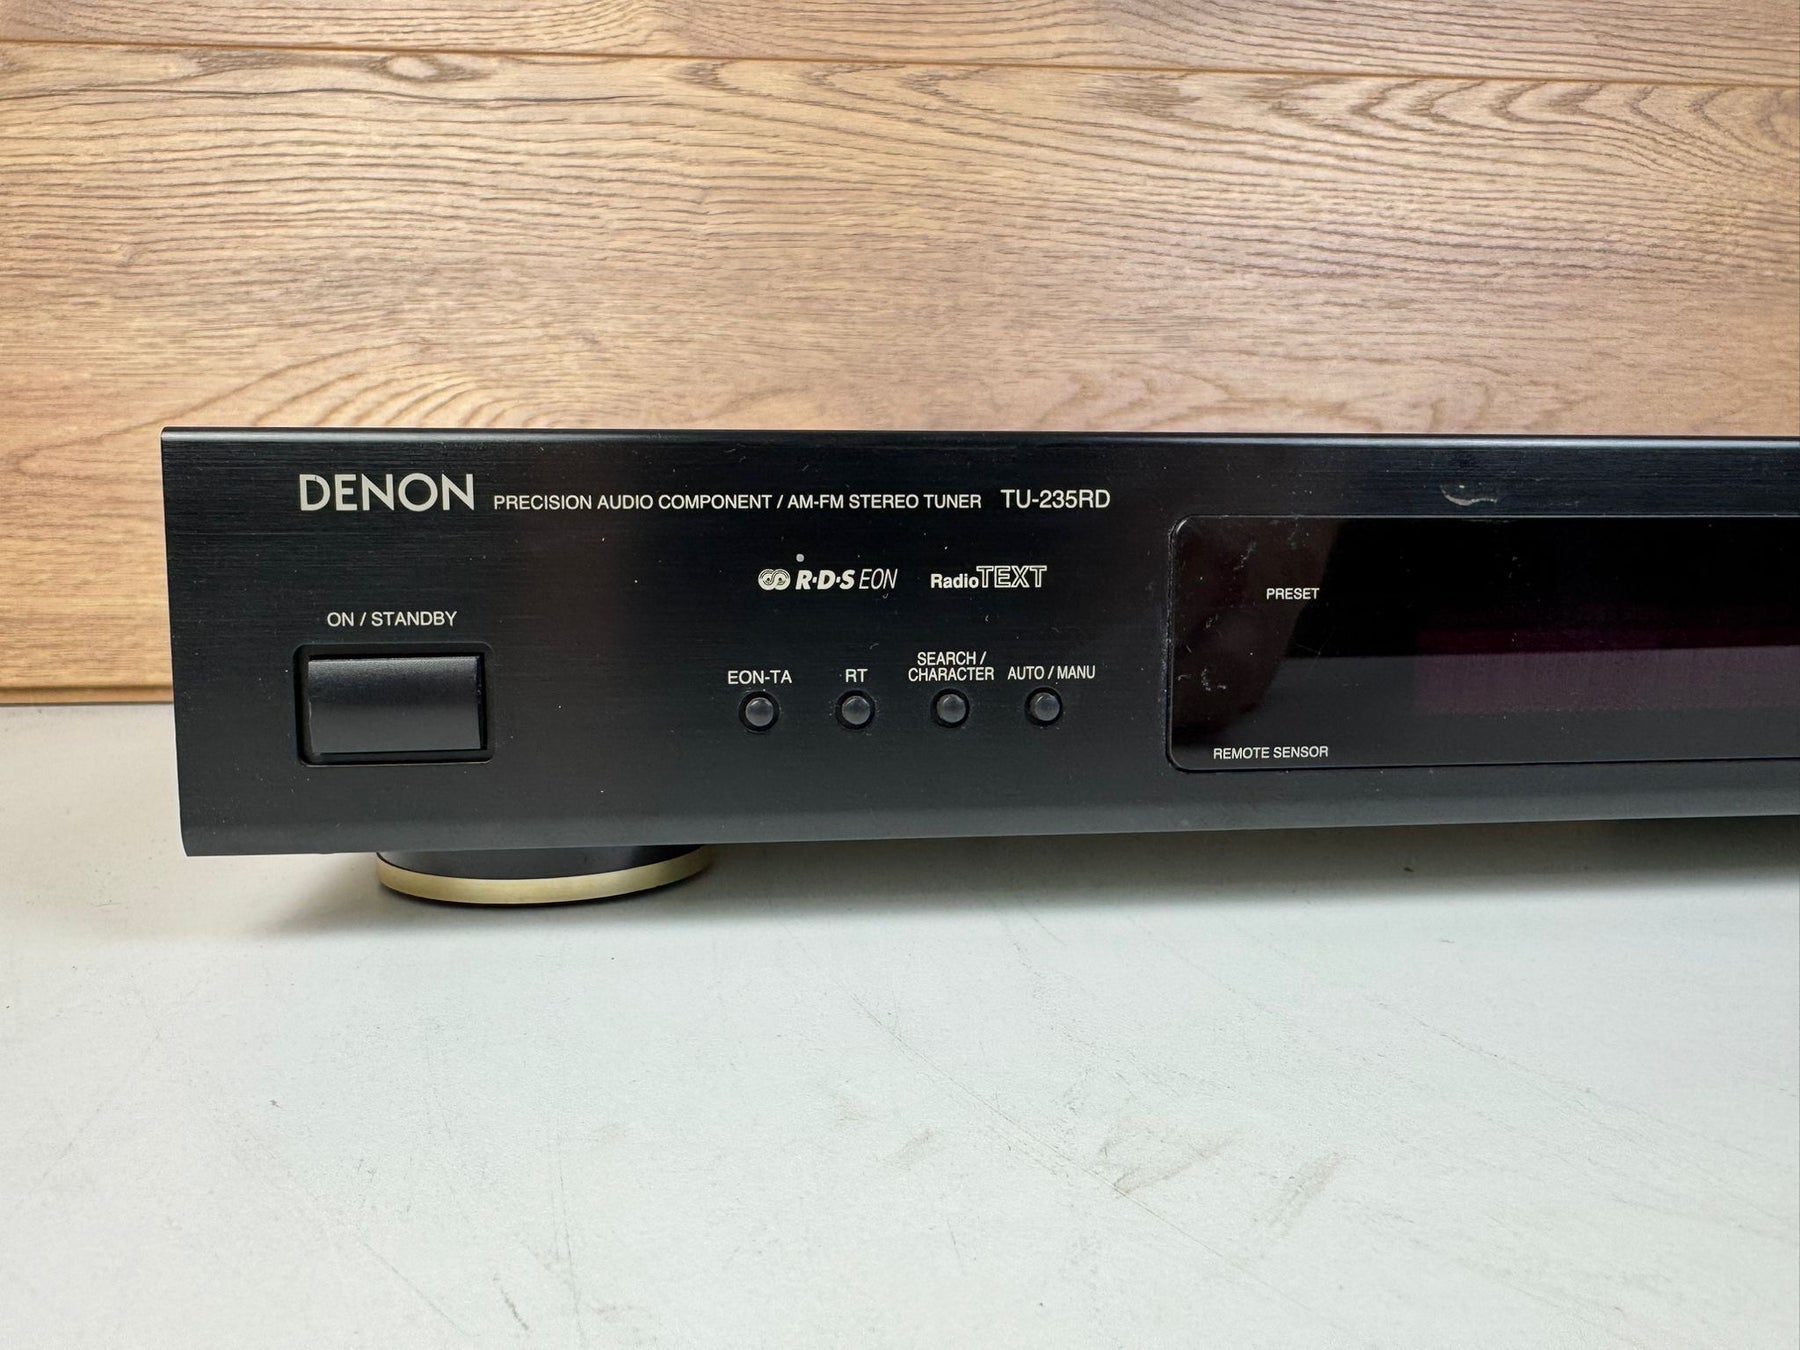 DENON PRECISION AUDIO COMPONENT / AM-FM STEREO TUNER TU-235RD
R·D·S EON RadioTEXT
PRESET
ON / STANDBY
EON-TA RT SEARCH / CHARACTER AUTO / MANU
REMOTE SENSOR